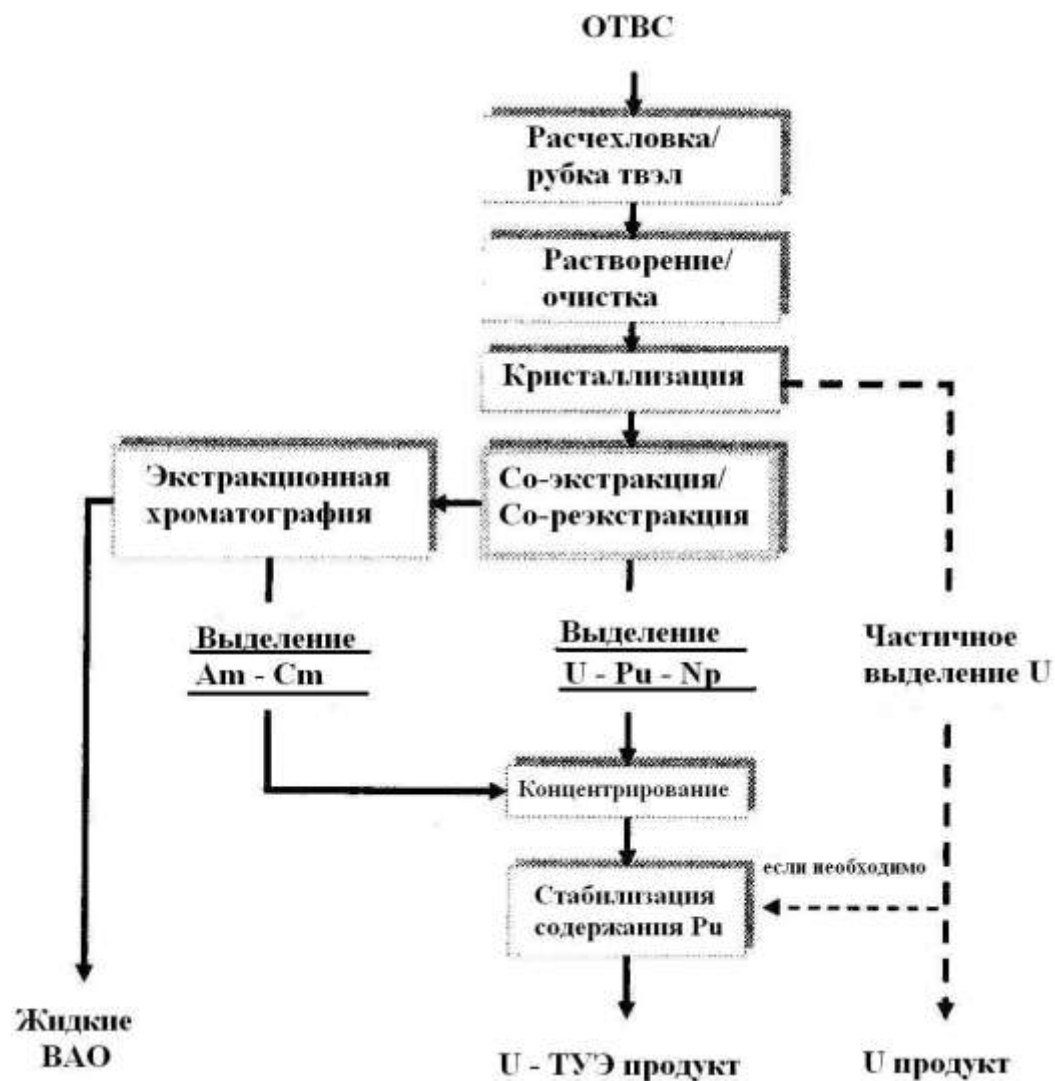 ОТВС
Расчехловка/
рубка твэл
Растворение/
очистка
Кристаллизация
Экстракционная
хроматография
Со-экстракция/
Со-реэкстракция
Выделение
Am - Cm
Выделение
U - Pu - Np
Частичное
выделение U
Концентрирование
если необходимо
Стабилизация
содержания Pu
Жидкие
ВАО
U - ТУЭ продукт
U продукт